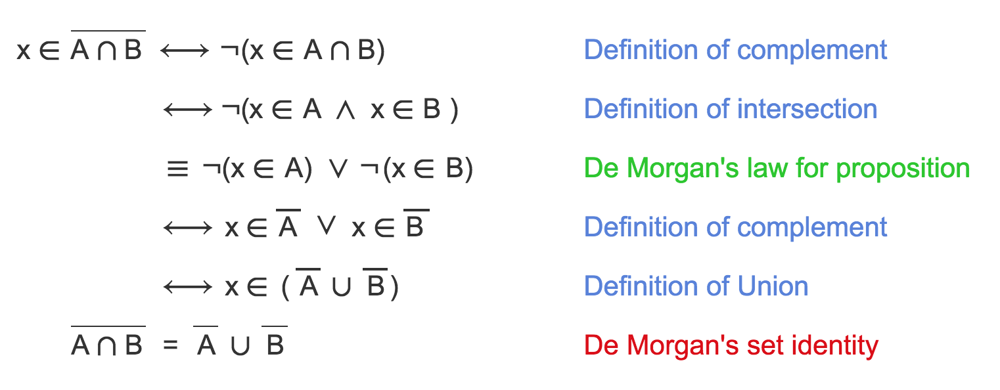 x ∈ A̅ ̅∩̅ ̅B̅ ⟷ ¬(x ∈ A ∩ B) Definition of complement
⟷ ¬(x ∈ A ∧ x ∈ B ) Definition of intersection
≡ ¬(x ∈ A) ∨ ¬(x ∈ B) De Morgan's law for proposition
⟷ x ∈ A̅ ∨ x ∈ B̅ Definition of complement
⟷ x ∈ ( A̅ ∪ B̅ ) Definition of Union
A̅ ̅∩̅ ̅B̅ = A̅ ∪ B̅ De Morgan's set identity